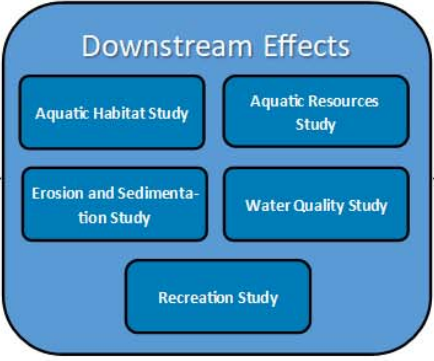 Downstream Effects
Aquatic Habitat Study
Aquatic Resources
Study
Erosion and Sedimenta-
tion Study
Water Quality Study
Recreation Study